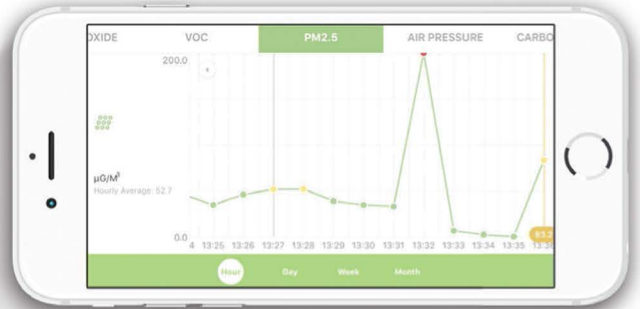 OXIDE VOC PM2.5 AIR PRESSURE CARBO
200.0
µG/M³
Hourly Average: 52.7
0.0
4 13:25 13:26 13:27 13:28 13:29 13:30 13:31 13:32 13:33 13:34 13:35
Hour Day Week Month